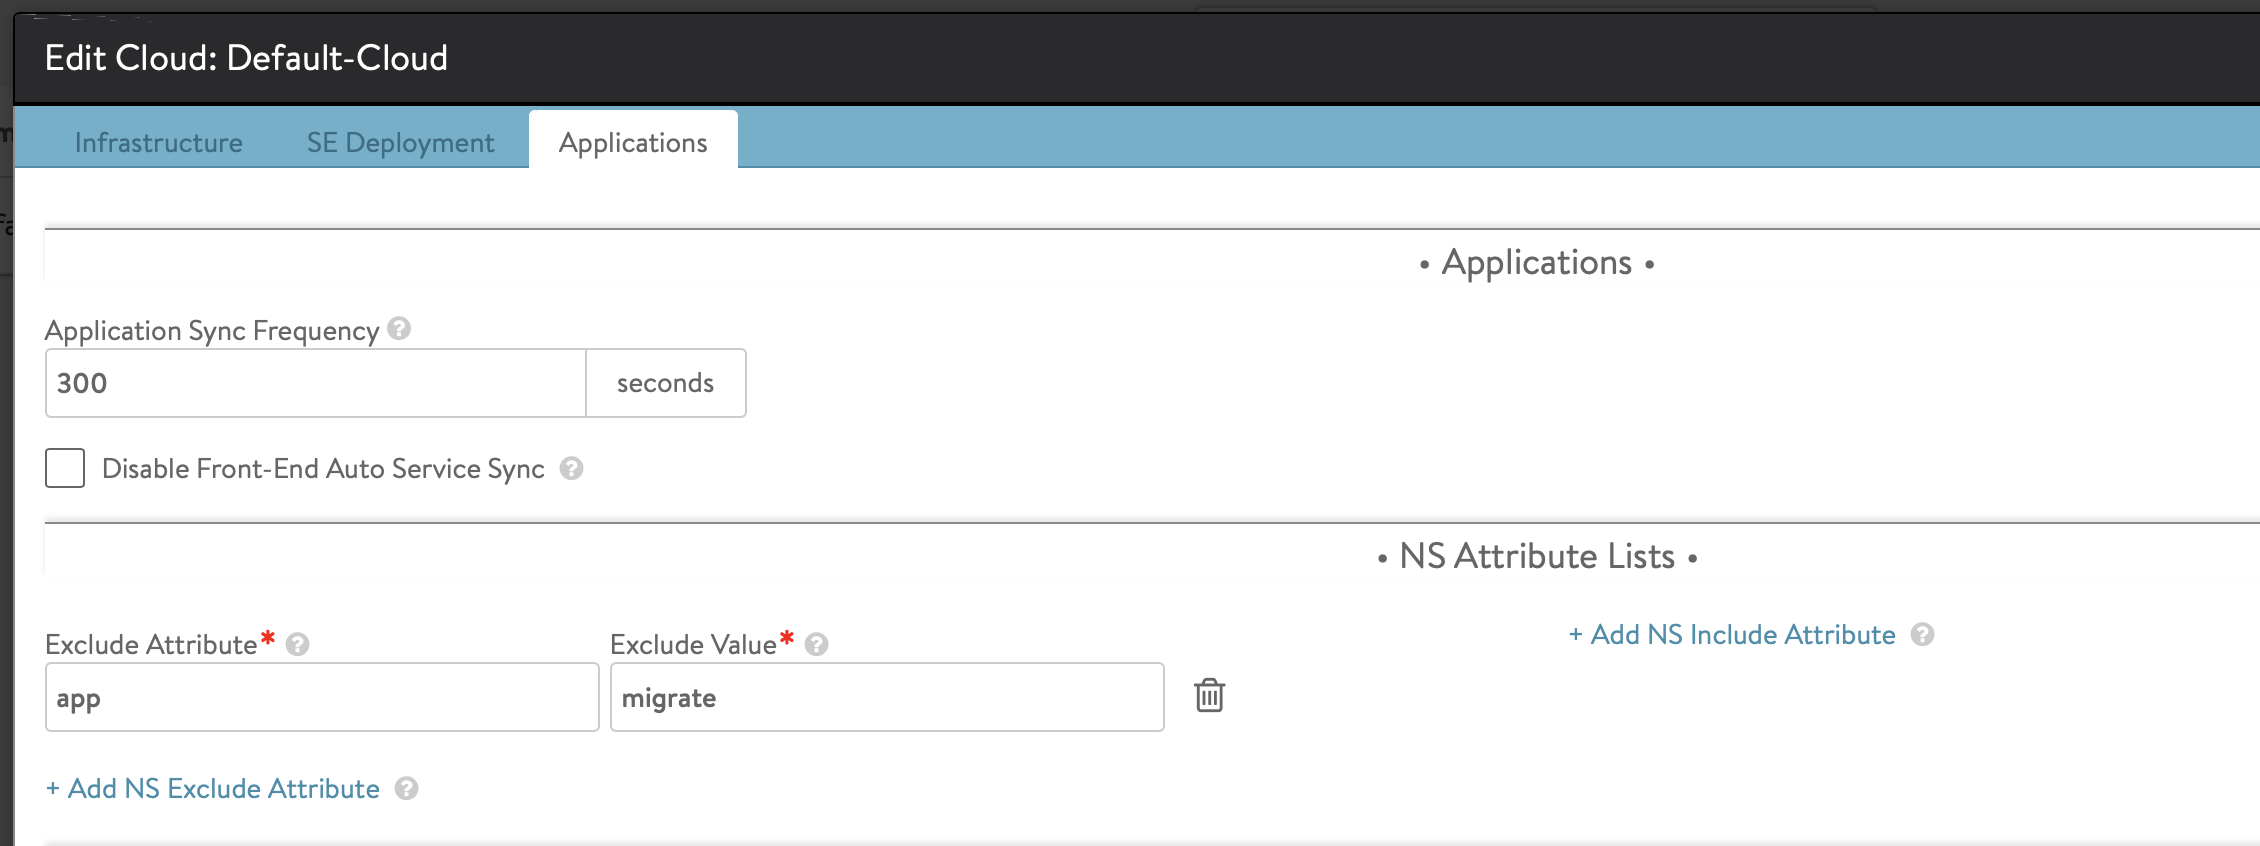 Edit Cloud: Default-Cloud
Infrastructure SE Deployment Applications
• Applications •
Application Sync Frequency ?
300 seconds
Disable Front-End Auto Service Sync ?
• NS Attribute Lists •
Exclude Attribute* ? Exclude Value* ? + Add NS Include Attribute ?
app migrate
+ Add NS Exclude Attribute ?